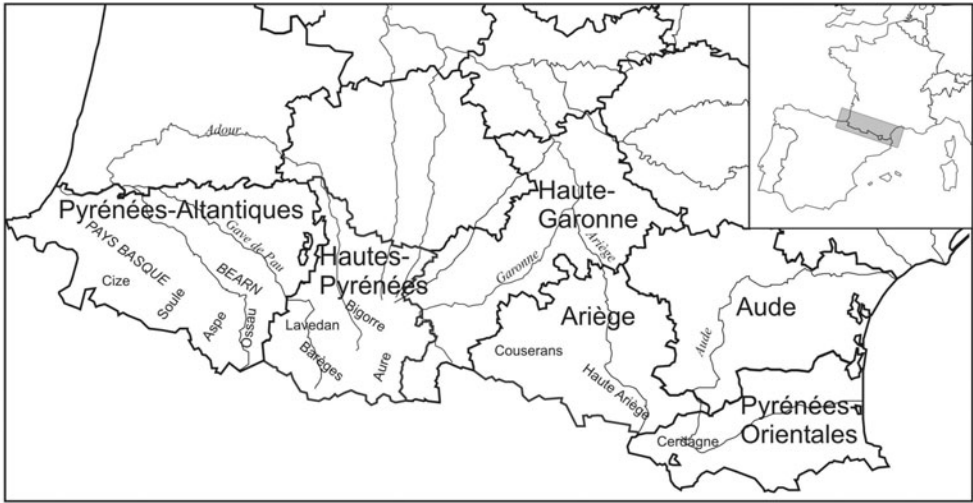 Adour
Pyrénées-Altantiques
PAYS BASQUE
Gave de Pau
BEARN
Cize
Soule
Aspe
Ossau
Hautes-
Pyrénées
Bigorre
Lavedan
Barèges
Aure
Haute-
Garonne
Garonne
Ariège
Ariège
Couserans
Haute Ariège
Aude
Aude
Pyrénées-
Orientales
Cerdagne